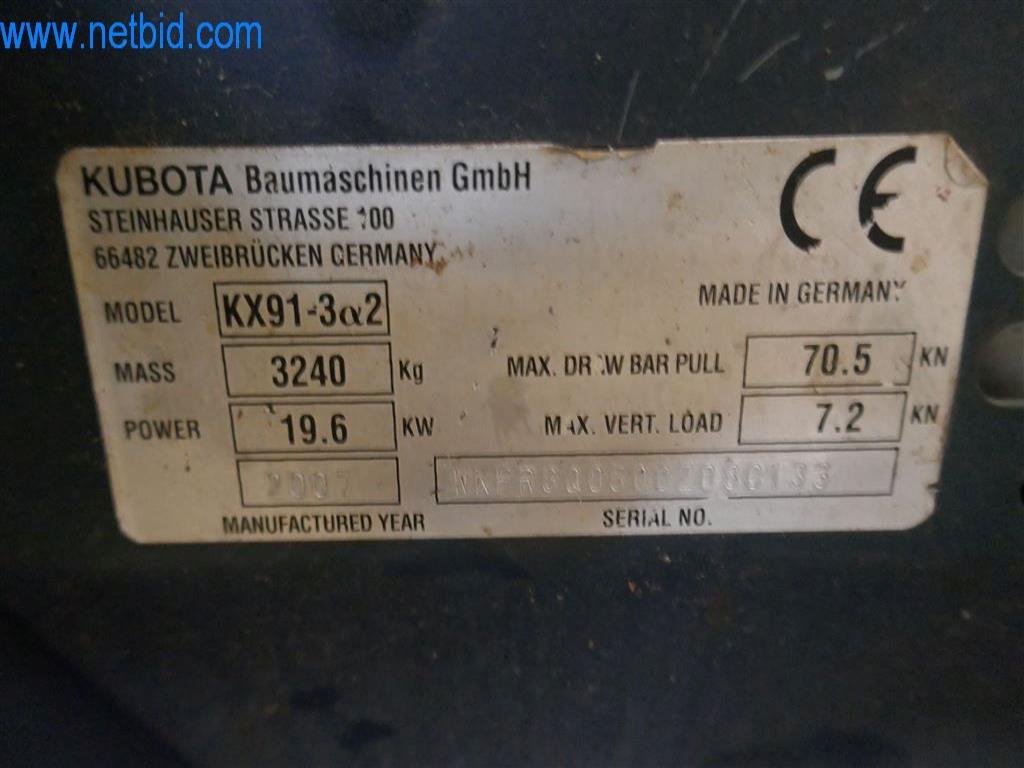 www.netbid.com
KUBOTA Baumaschinen GmbH
STEINHAUSER STRASSE 100
66482 ZWEIBRÜCKEN GERMANY
CE
MADE IN GERMANY
MODEL KX91-3α2
MASS 3240 Kg
MAX. DRAW BAR PULL 70.5 KN
POWER 19.6 KW
MAX. VERT. LOAD 7.2 KN
2007
MANUFACTURED YEAR
SERIAL NO.